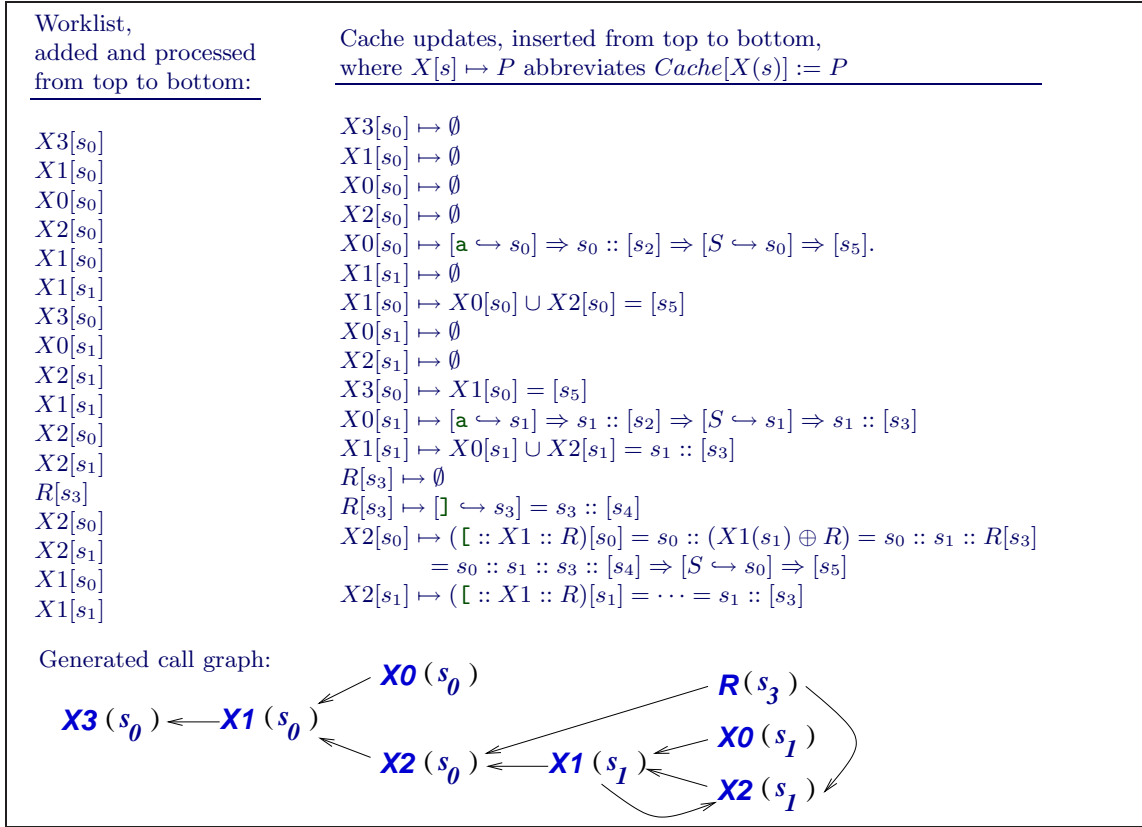 Worklist,
added and processed
from top to bottom:
Cache updates, inserted from top to bottom,
where X[s] ↦ P abbreviates Cache[X(s)] := P
X3[s₀]
X1[s₀]
X0[s₀]
X2[s₀]
X1[s₀]
X1[s₁]
X3[s₀]
X0[s₁]
X2[s₁]
X1[s₁]
X2[s₀]
X2[s₁]
R[s₃]
X2[s₀]
X2[s₁]
X1[s₀]
X1[s₁]
X3[s₀] ↦ ∅
X1[s₀] ↦ ∅
X0[s₀] ↦ ∅
X2[s₀] ↦ ∅
X0[s₀] ↦ [a ↪ s₀] ⇒ s₀ :: [s₂] ⇒ [S ↪ s₀] ⇒ [s₅].
X1[s₁] ↦ ∅
X1[s₀] ↦ X0[s₀] ∪ X2[s₀] = [s₅]
X0[s₁] ↦ ∅
X2[s₁] ↦ ∅
X3[s₀] ↦ X1[s₀] = [s₅]
X0[s₁] ↦ [a ↪ s₁] ⇒ s₁ :: [s₂] ⇒ [S ↪ s₁] ⇒ s₁ :: [s₃]
X1[s₁] ↦ X0[s₁] ∪ X2[s₁] = s₁ :: [s₃]
R[s₃] ↦ ∅
R[s₃] ↦ [] ↪ s₃] = s₃ :: [s₄]
X2[s₀] ↦ ([ :: X1 :: R)[s₀] = s₀ :: (X1(s₁) ⊕ R) = s₀ :: s₁ :: R[s₃]
= s₀ :: s₁ :: s₃ :: [s₄] ⇒ [S ↪ s₀] ⇒ [s₅]
X2[s₁] ↦ ([ :: X1 :: R)[s₁] = ⋯ = s₁ :: [s₃]
Generated call graph:
X0 (s₀)
R (s₃)
X3 (s₀)
X1 (s₀)
X0 (s₁)
X2 (s₀)
X1 (s₁)
X2 (s₁)